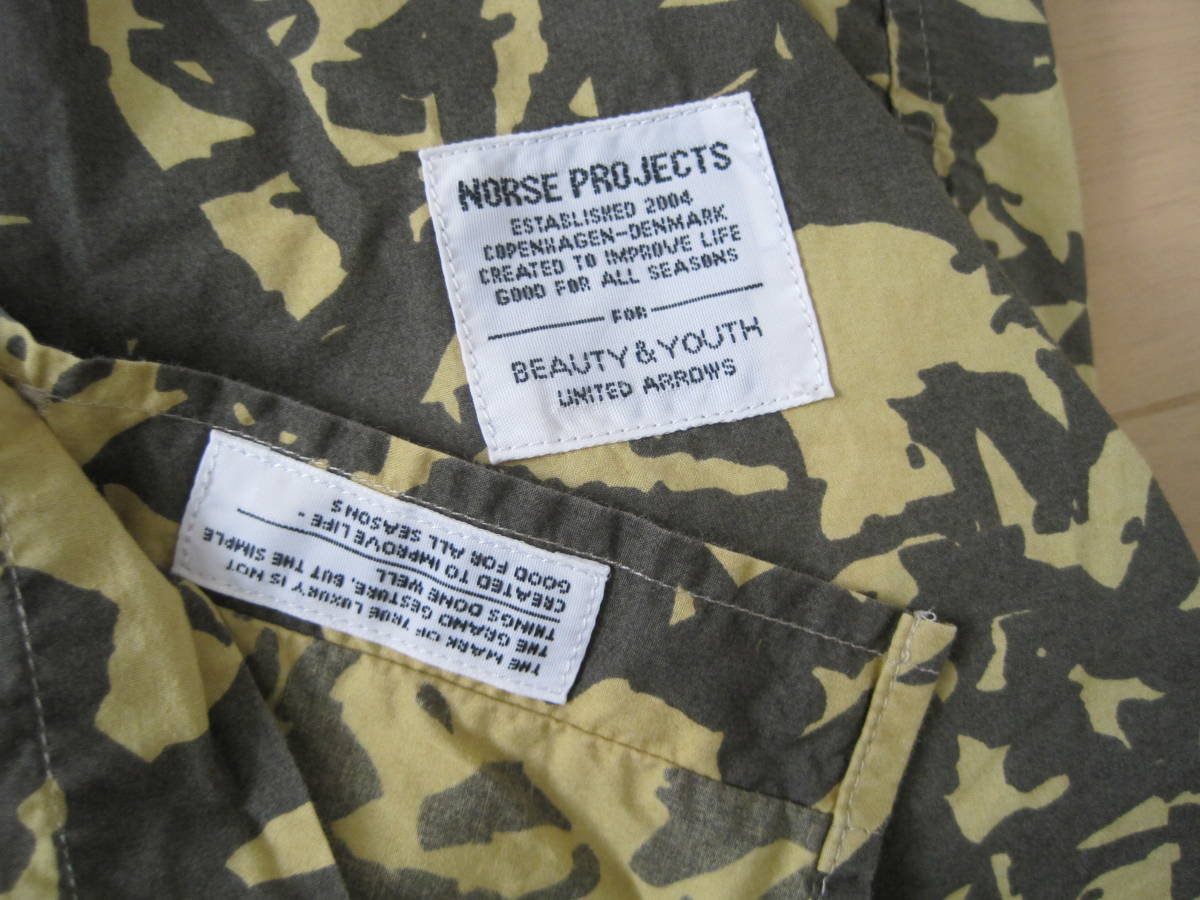 NORSE PROJECTS
ESTABLISHED 2004
COPENHAGEN-DENMARK
CREATED TO IMPROVE LIFE
GOOD FOR ALL SEASONS
FOR
BEAUTY & YOUTH
UNITED ARROWS
THE MARK OF TRUE LUXURY IS NOT
THE GRAND GESTURE, BUT THE SIMPLE
THINGS DONE WELL
CREATED TO IMPROVE LIFE -
GOOD FOR ALL SEASONS